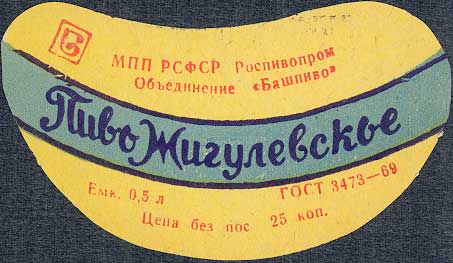 МПП РСФСР Роспивопром
Объединение «Башпиво»
Пиво Жигулевское
Емк. 0,5 л
ГОСТ 3473—69
Цена без пос 25 коп.